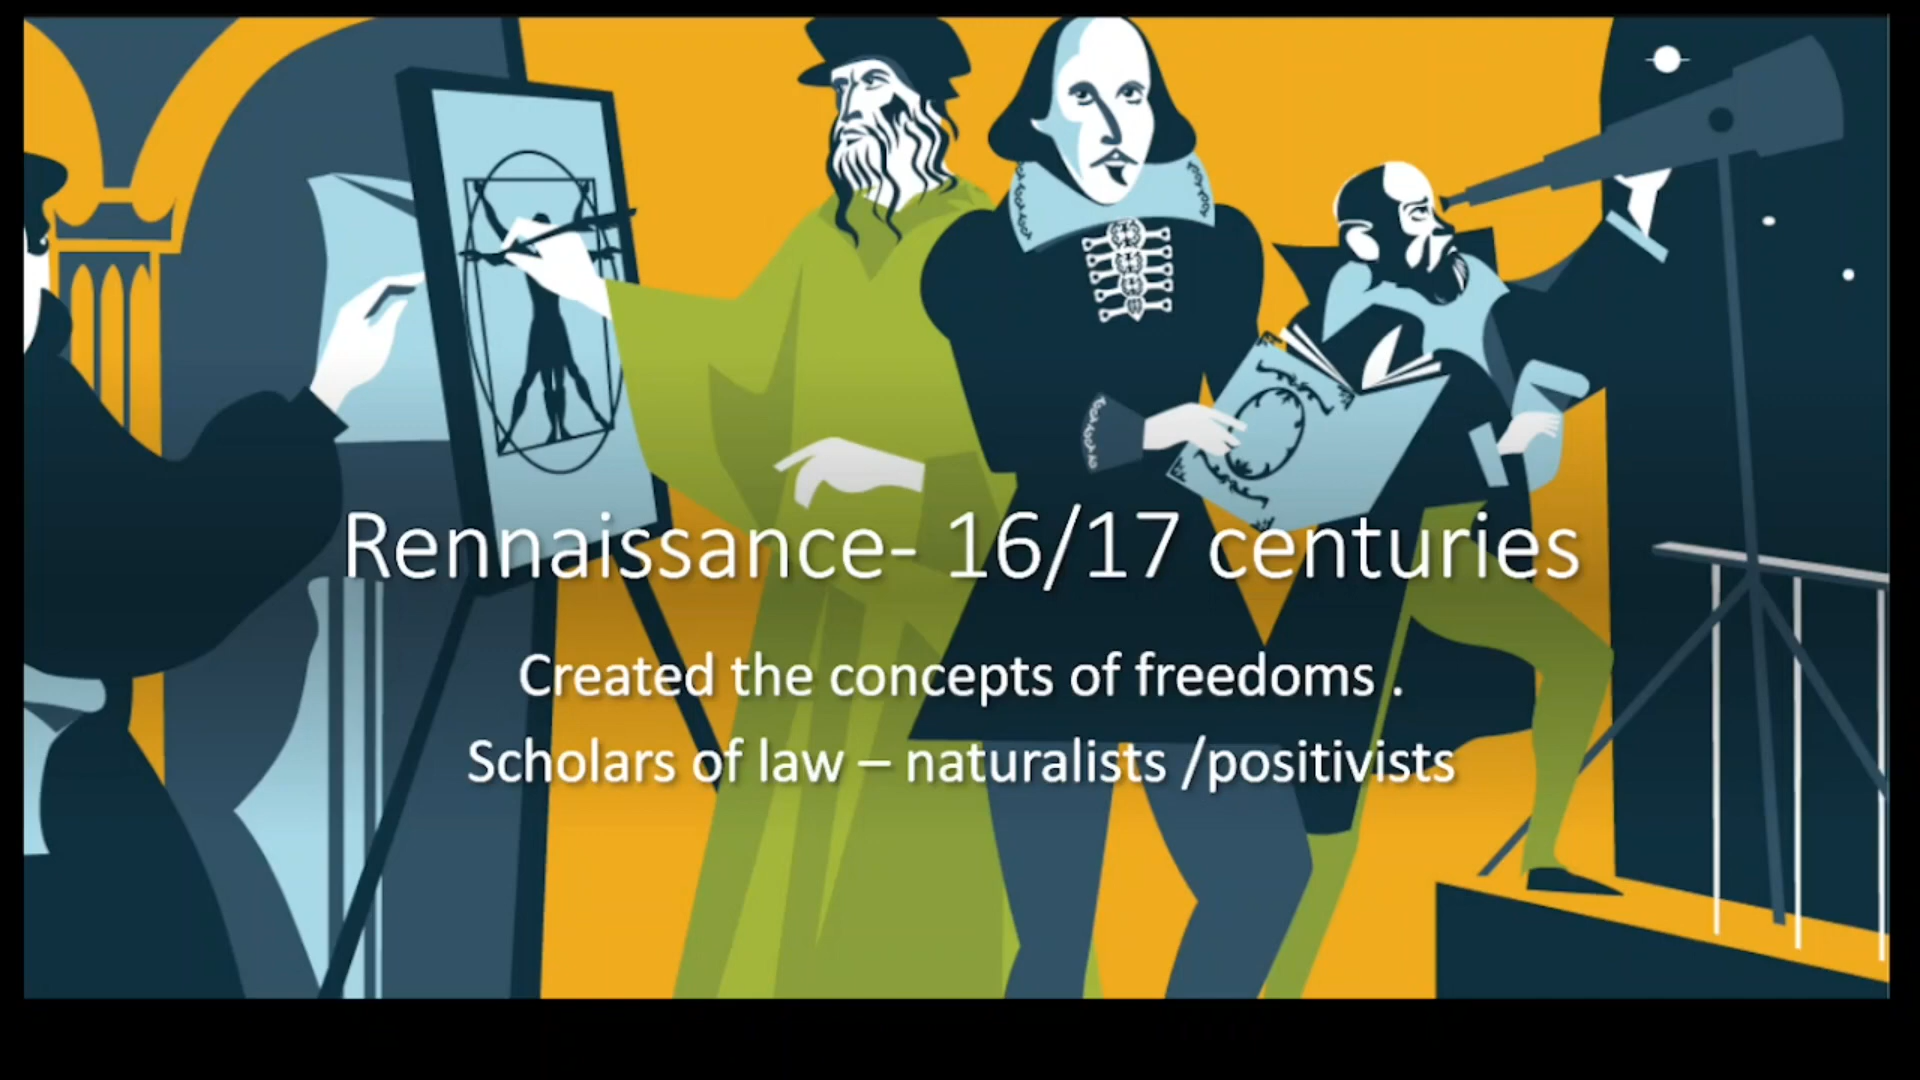 Rennaissance- 16/17 centuries
Created the concepts of freedoms .
Scholars of law – naturalists /positivists